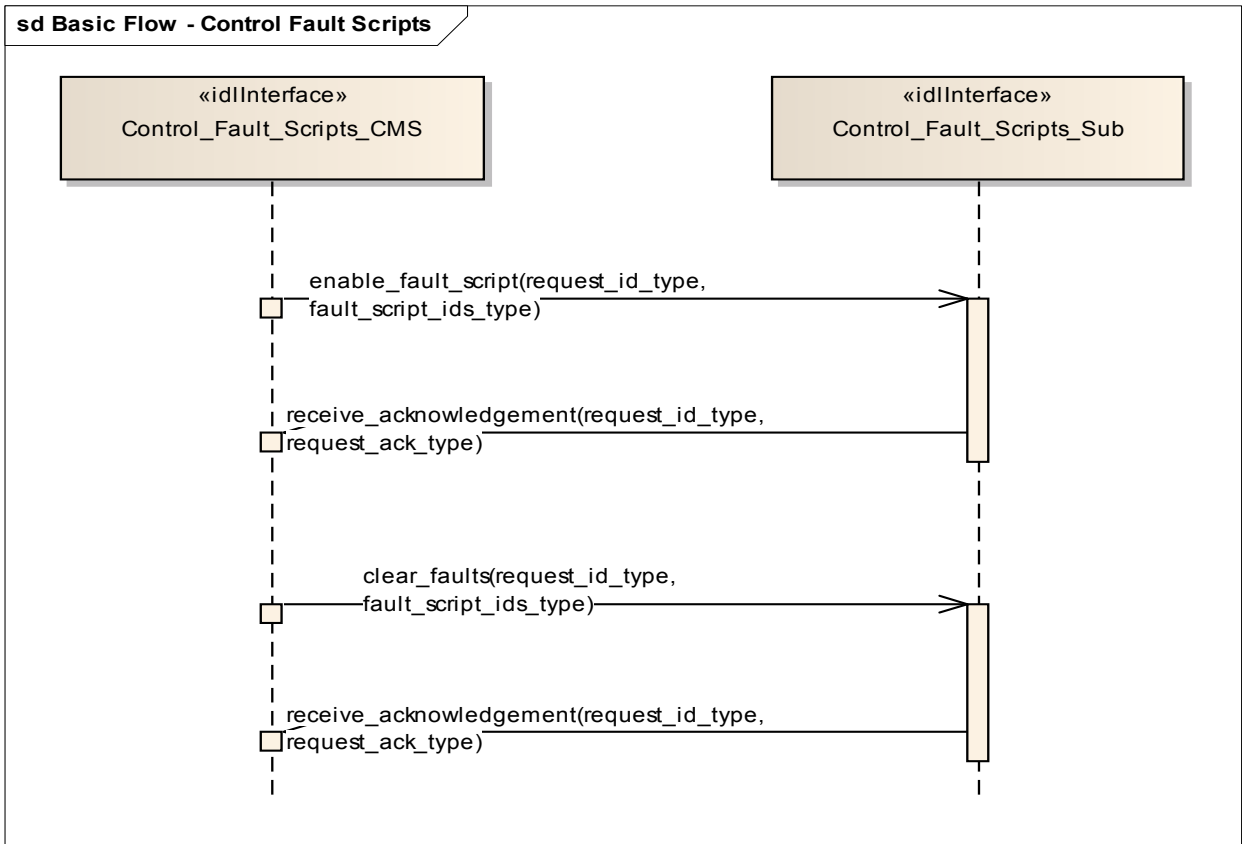 sd Basic Flow - Control Fault Scripts
«idlInterface»
Control_Fault_Scripts_CMS
«idlInterface»
Control_Fault_Scripts_Sub
enable_fault_script(request_id_type,
fault_script_ids_type)
receive_acknowledgement(request_id_type,
request_ack_type)
clear_faults(request_id_type,
fault_script_ids_type)
receive_acknowledgement(request_id_type,
request_ack_type)